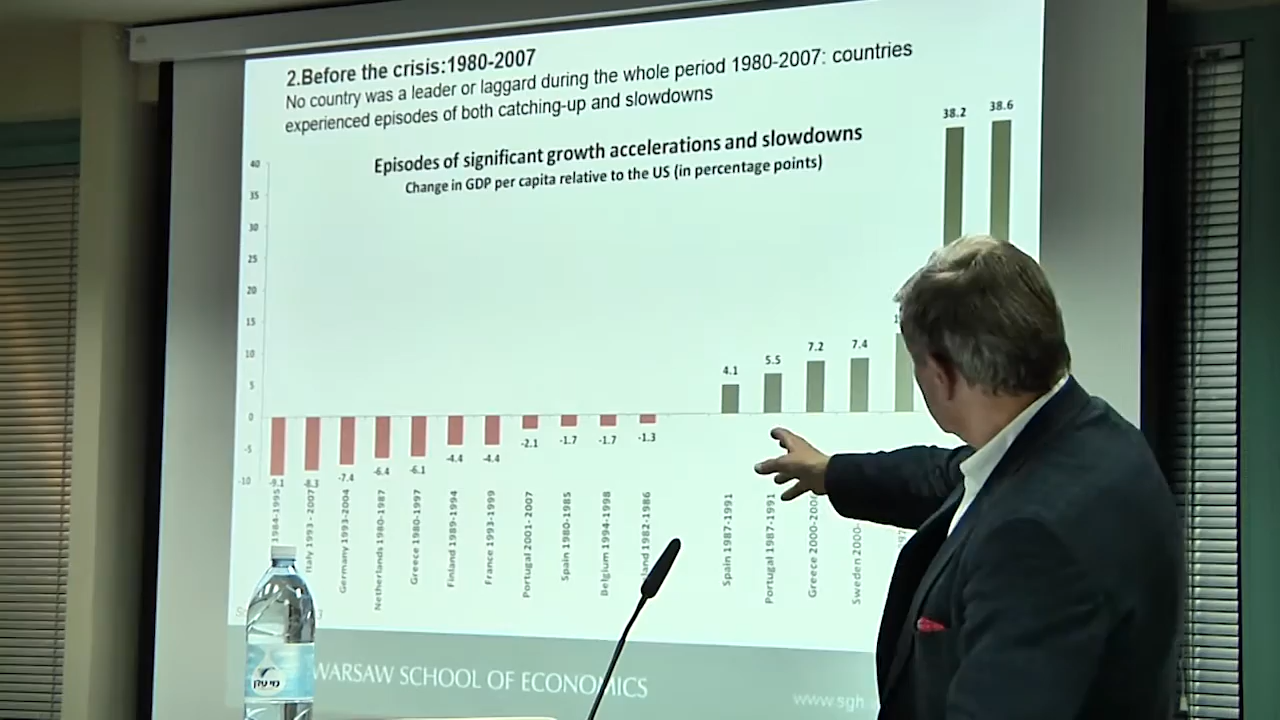 2.Before the crisis:1980-2007
No country was a leader or laggard during the whole period 1980-2007: countries
experienced episodes of both catching-up and slowdowns
Episodes of significant growth accelerations and slowdowns
Change in GDP per capita relative to the US (in percentage points)
40
35
30
25
20
15
10
5
0
-5
-10
-9.1
-8.3
-7.4
-6.4
-6.1
-4.4
-4.4
-2.1
-1.7
-1.7
-1.3
4.1
5.5
7.2
7.4
38.2
38.6
1984-1995
Italy 1993 - 2007
Germany 1993-2004
Netherlands 1980-1987
Greece 1980-1997
Finland 1989-1994
France 1993-1999
Portugal 2001- 2007
Spain 1980-1985
Belgium 1994-1998
1982-1986
Spain 1987-1991
Portugal 1987-1991
Greece 2000-200
Sweden 2000-
WARSAW SCHOOL OF ECONOMICS
www.sgh
מי עדן